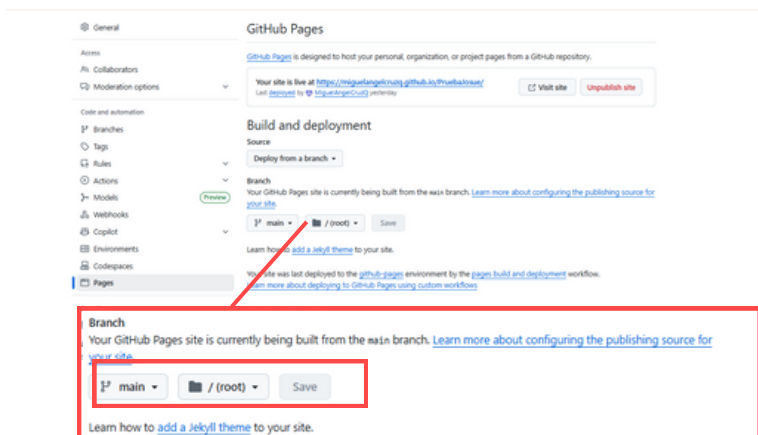 General
Access
Collaborators
Moderation options
Code and automation
Branches
Tags
Rules
Actions
Models Preview
Webhooks
Copilot
Environments
Codespaces
Pages
GitHub Pages
GitHub Pages is designed to host your personal, organization, or project pages from a GitHub repository.
Your site is live at https://miguelangelcruzq.github.io/PruebaJosue/
Last deployed by MiguelAngelCruzQ yesterday
Visit site
Unpublish site
Build and deployment
Source
Deploy from a branch
Branch
Your GitHub Pages site is currently being built from the main branch. Learn more about configuring the publishing source for
your site.
main / (root) Save
Learn how to add a Jekyll theme to your site.
Your site was last deployed to the github-pages environment by the pages build and deployment workflow.
Learn more about deploying to GitHub Pages using custom workflows
Branch
Your GitHub Pages site is currently being built from the main branch. Learn more about configuring the publishing source for
your site.
main / (root) Save
Learn how to add a Jekyll theme to your site.